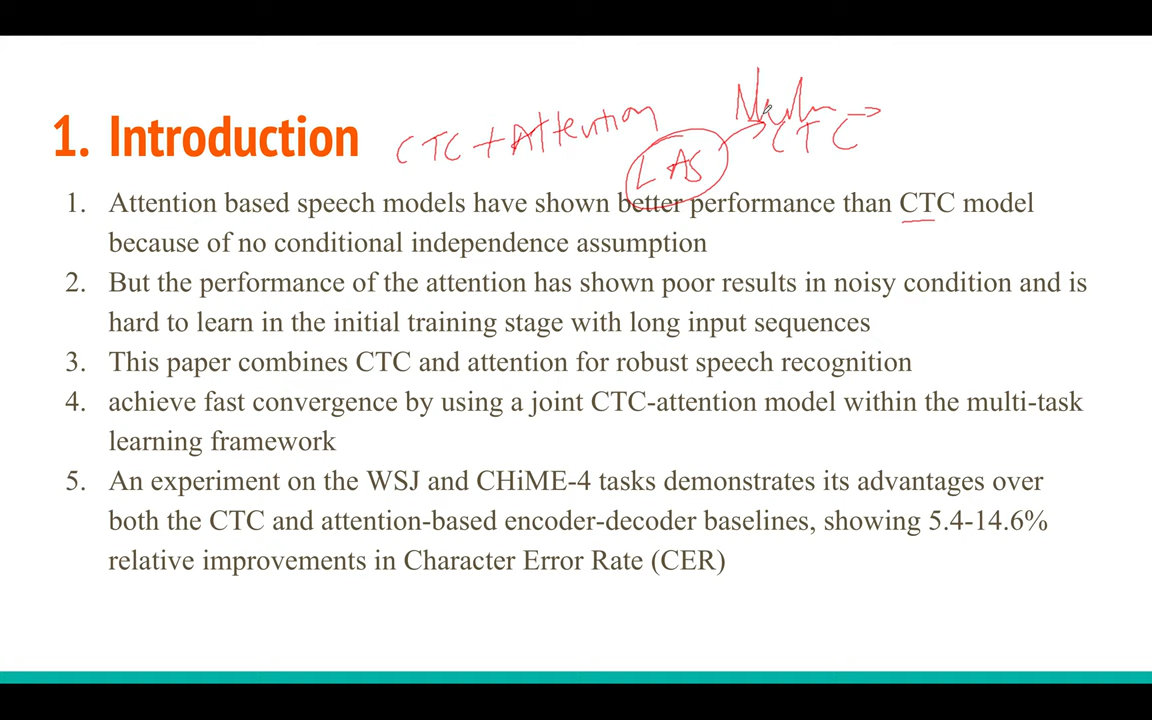 1. Introduction
CTC + Attention
LAS
CTC
1. Attention based speech models have shown better performance than CTC model
because of no conditional independence assumption
2. But the performance of the attention has shown poor results in noisy condition and is
hard to learn in the initial training stage with long input sequences
3. This paper combines CTC and attention for robust speech recognition
4. achieve fast convergence by using a joint CTC-attention model within the multi-task
learning framework
5. An experiment on the WSJ and CHiME-4 tasks demonstrates its advantages over
both the CTC and attention-based encoder-decoder baselines, showing 5.4-14.6%
relative improvements in Character Error Rate (CER)